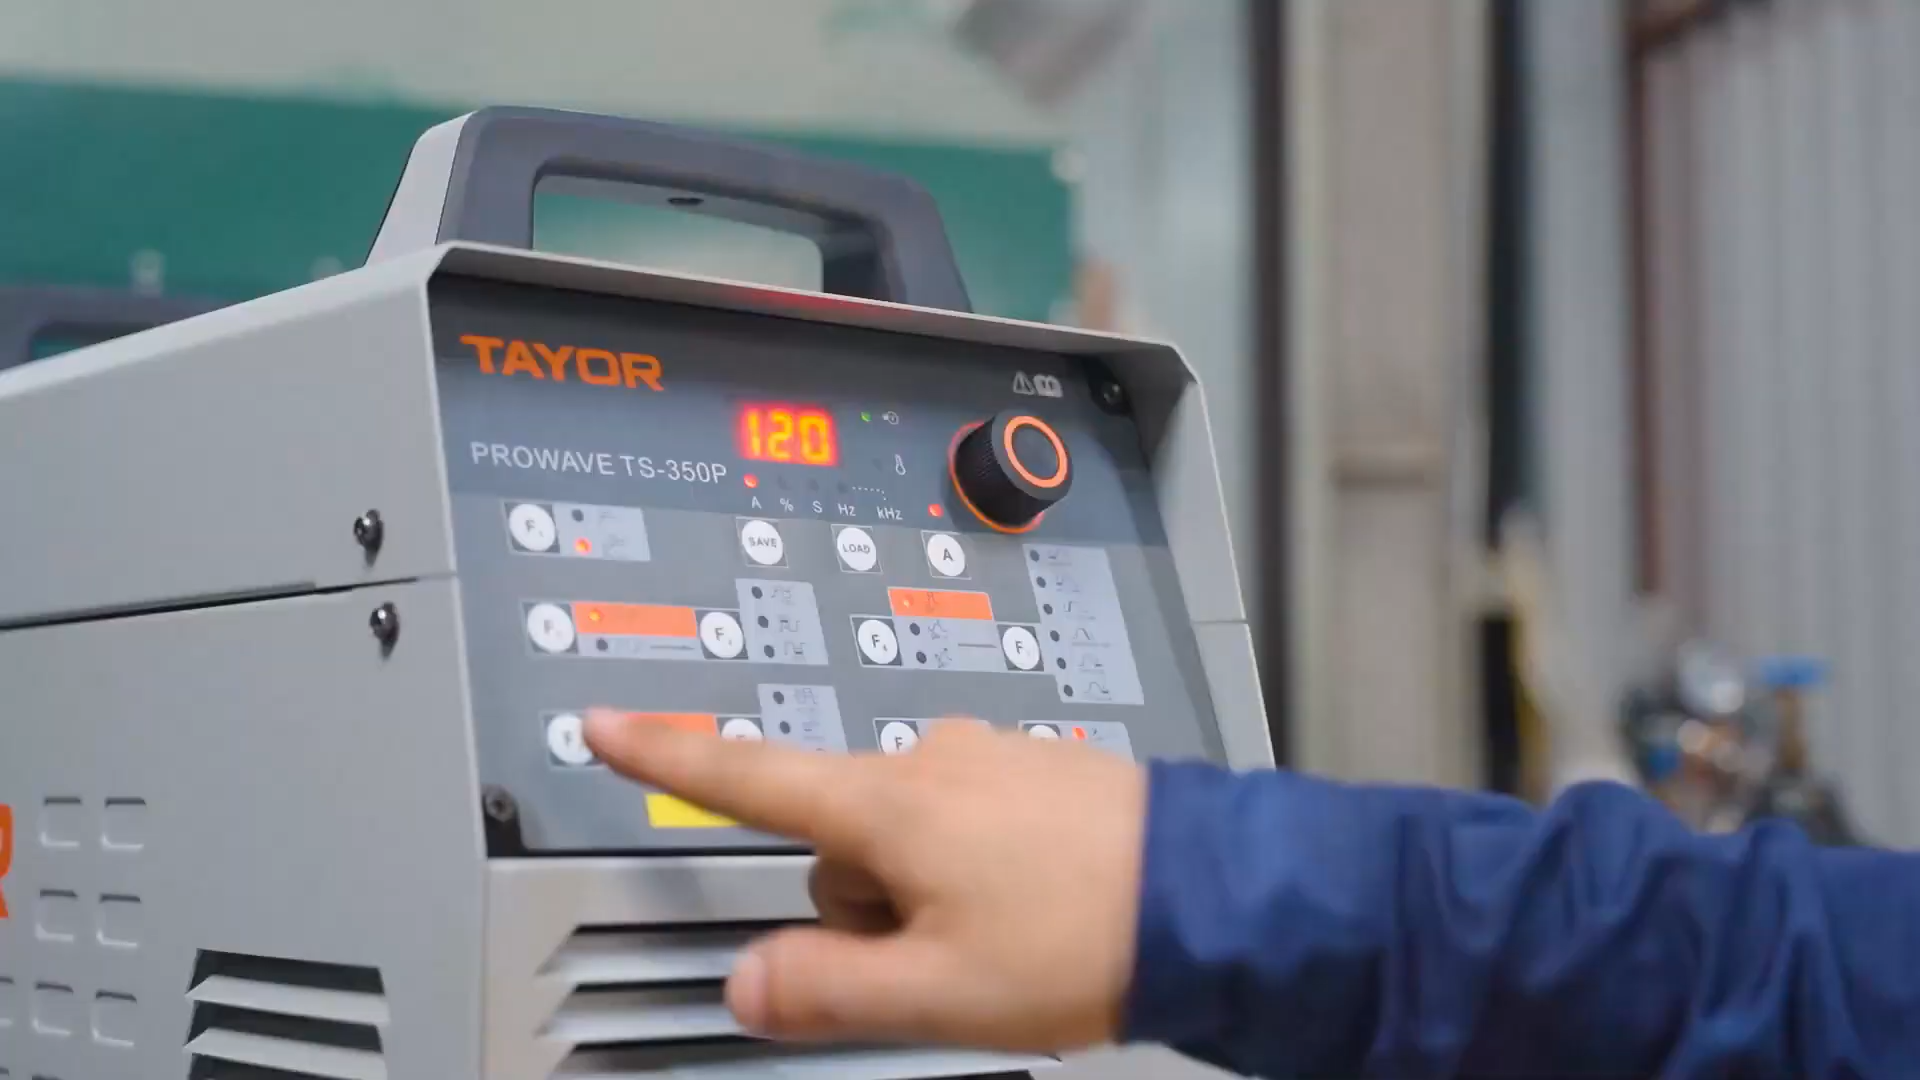 TAYOR
120
PROWAVE TS-350P
A % S Hz kHz
SAVE LOAD A
F
F F F F
F F
R